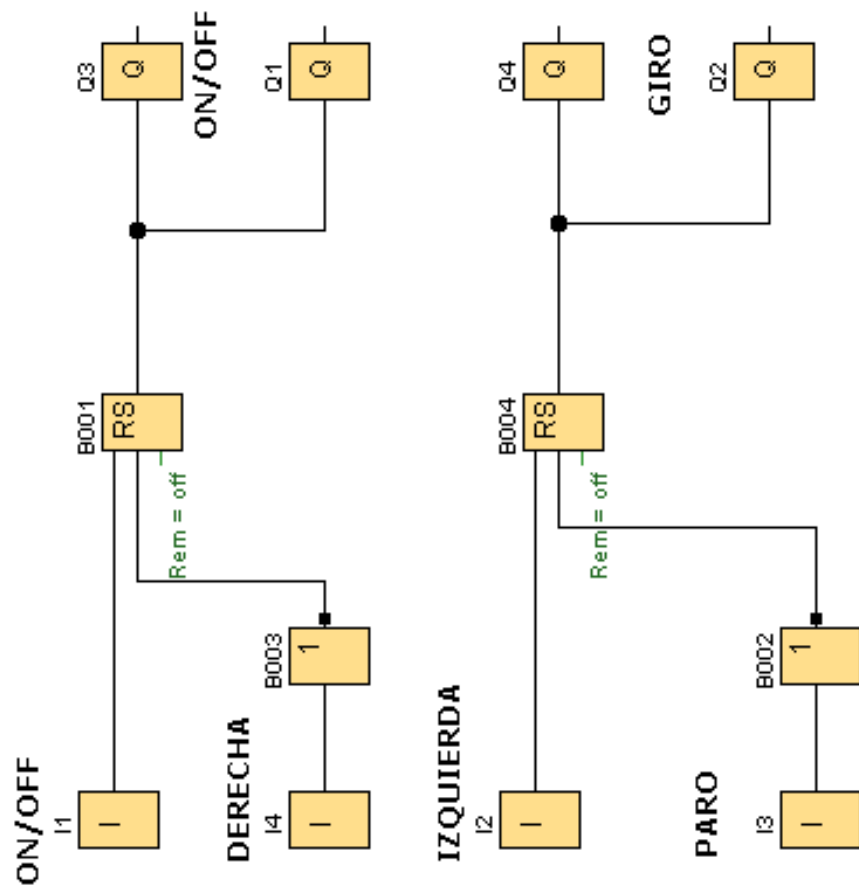 ON/OFF
I1
B001
Q3
I
RS
Q
Rem = off
ON/OFF
DERECHA
I4
B003
Q1
I
1
Q
IZQUIERDA
I2
B004
Q4
I
RS
Q
Rem = off
GIRO
PARO
Q2
I3
B002
I
1
Q